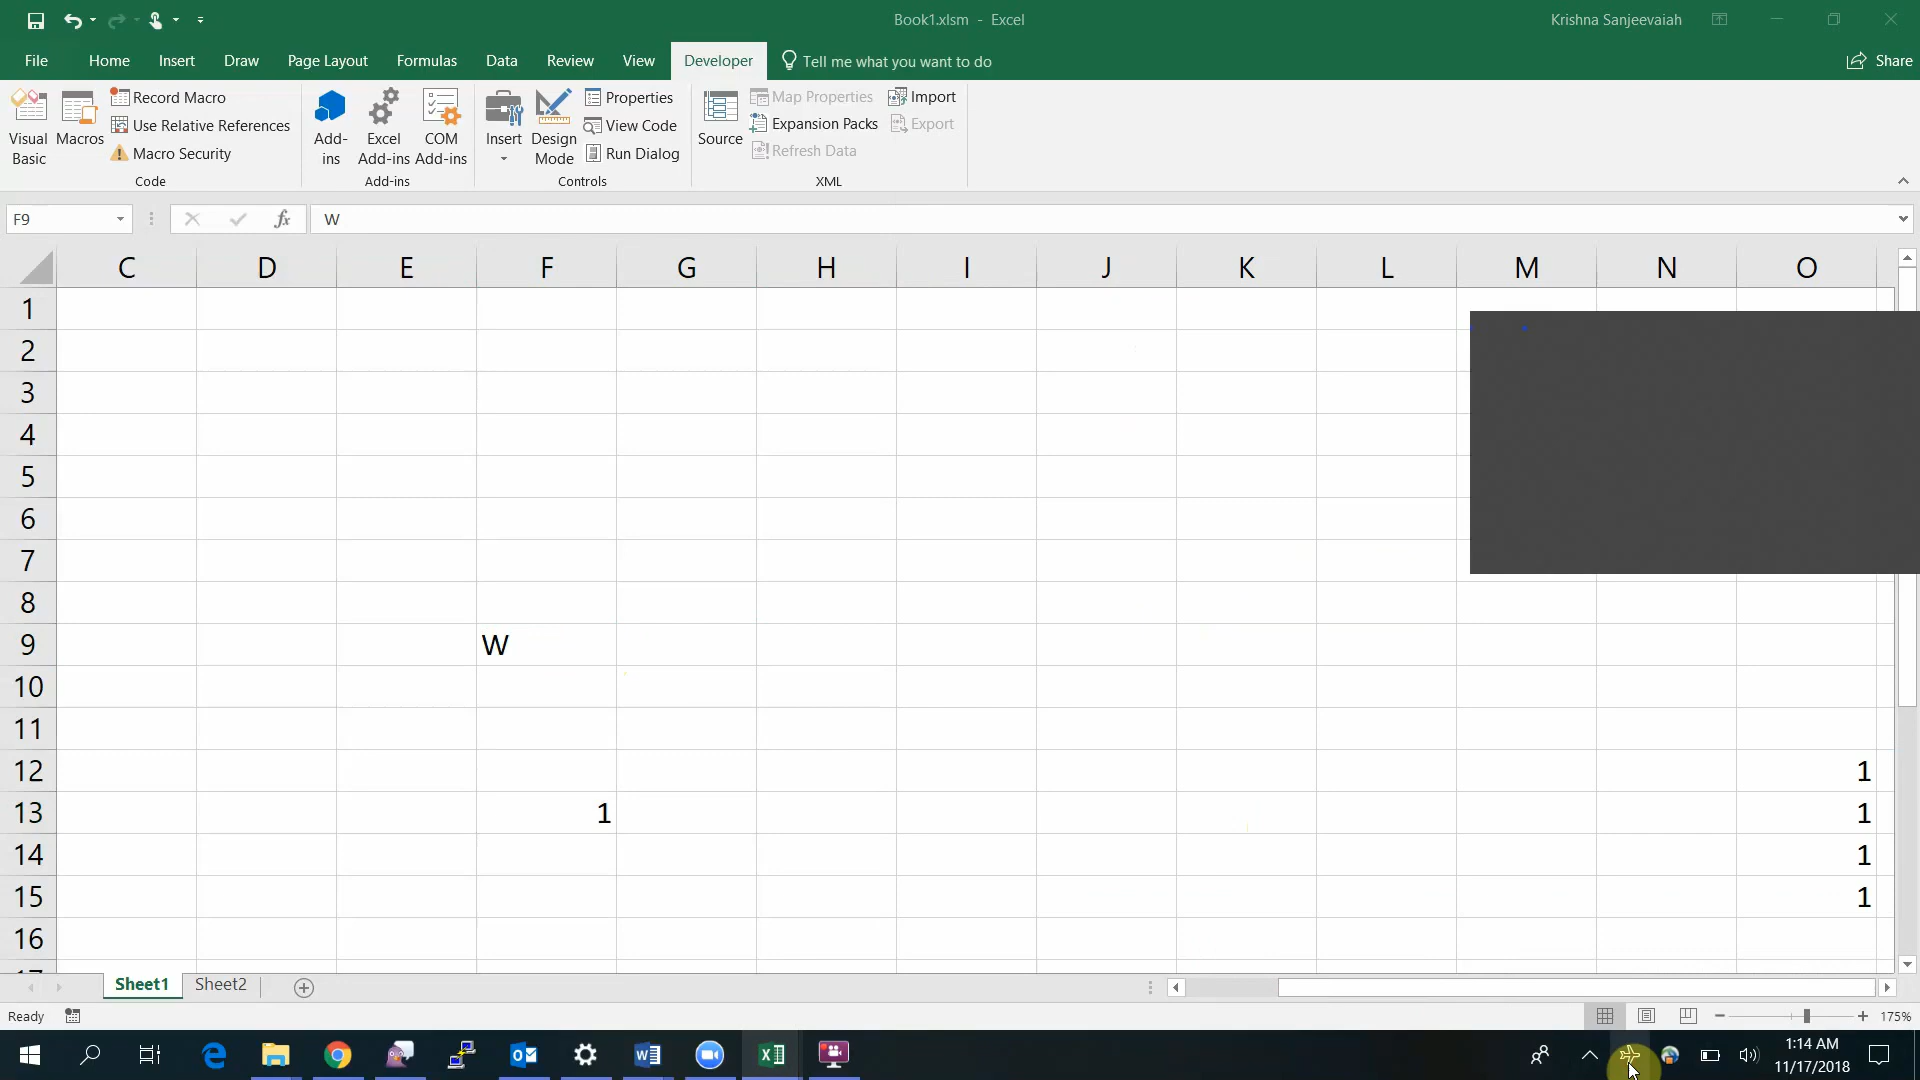 Book1.xlsm - Excel
Krishna Sanjeevaiah
File Home Insert Draw Page Layout Formulas Data Review View Developer Tell me what you want to do Share
Visual Basic
Macros
Record Macro
Use Relative References
Macro Security
Code
Add-ins
Excel Add-ins
COM Add-ins
Add-ins
Insert
Design Mode
Properties
View Code
Run Dialog
Controls
Source
Map Properties
Expansion Packs
Refresh Data
Import
Export
XML
F9
fx
W
C D E F G H I J K L M N O
1
2
3
4
5
6
7
8
9 W
10
11
12 1
13 1 1
14 1
15 1
16
Sheet1 Sheet2
Ready
175%
1:14 AM
11/17/2018